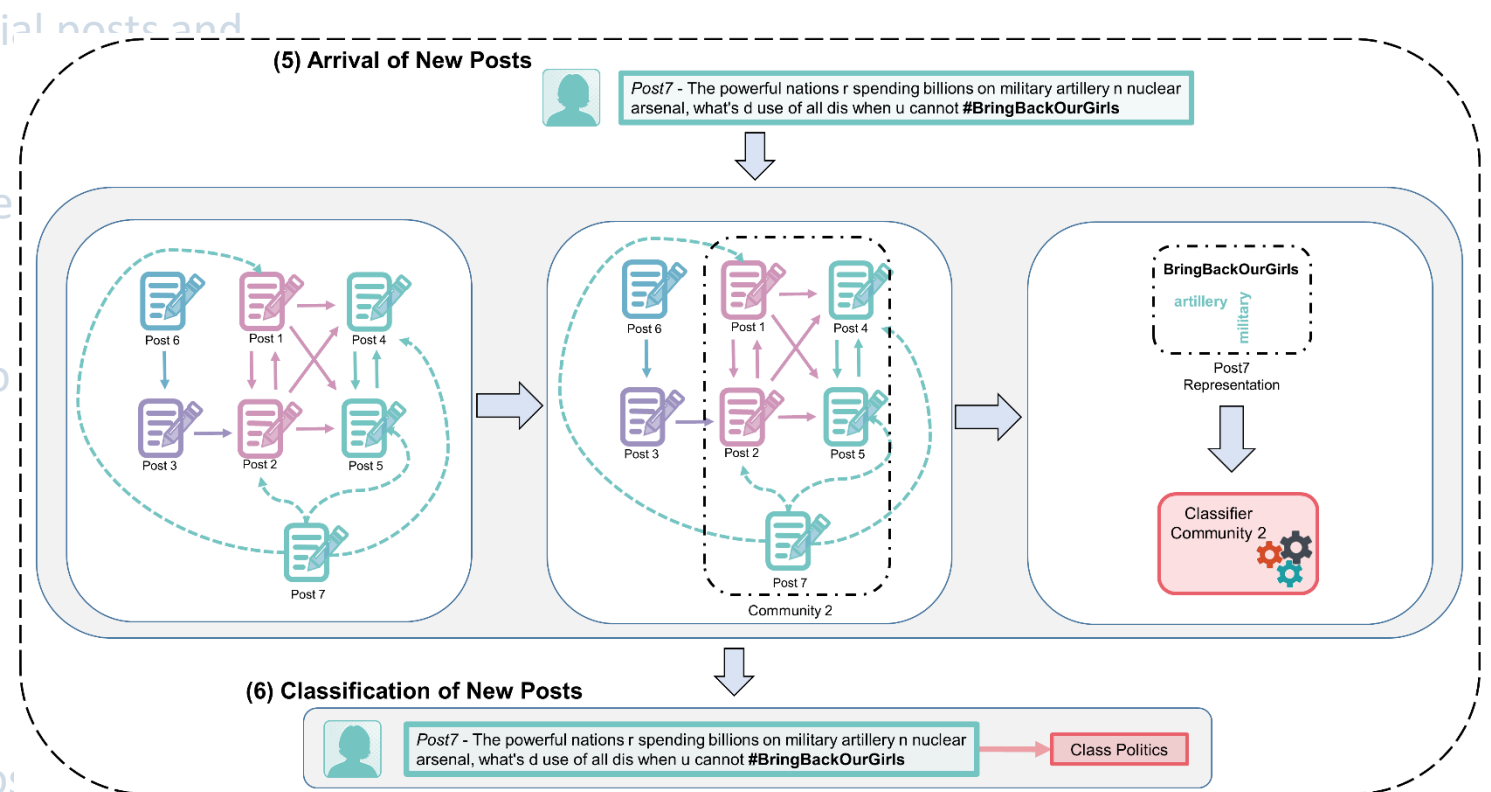 ial posts and
(5) Arrival of New Posts
Post7 - The powerful nations r spending billions on military artillery n nuclear
arsenal, what's d use of all dis when u cannot #BringBackOurGirls
Post 6
Post 1
Post 4
Post 3
Post 2
Post 5
Post 7
Post 6
Post 1
Post 4
Post 3
Post 2
Post 5
Post 7
Community 2
BringBackOurGirls
artillery
military
Post7
Representation
Classifier
Community 2
(6) Classification of New Posts
Post7 - The powerful nations r spending billions on military artillery n nuclear
arsenal, what's d use of all dis when u cannot #BringBackOurGirls
Class Politics